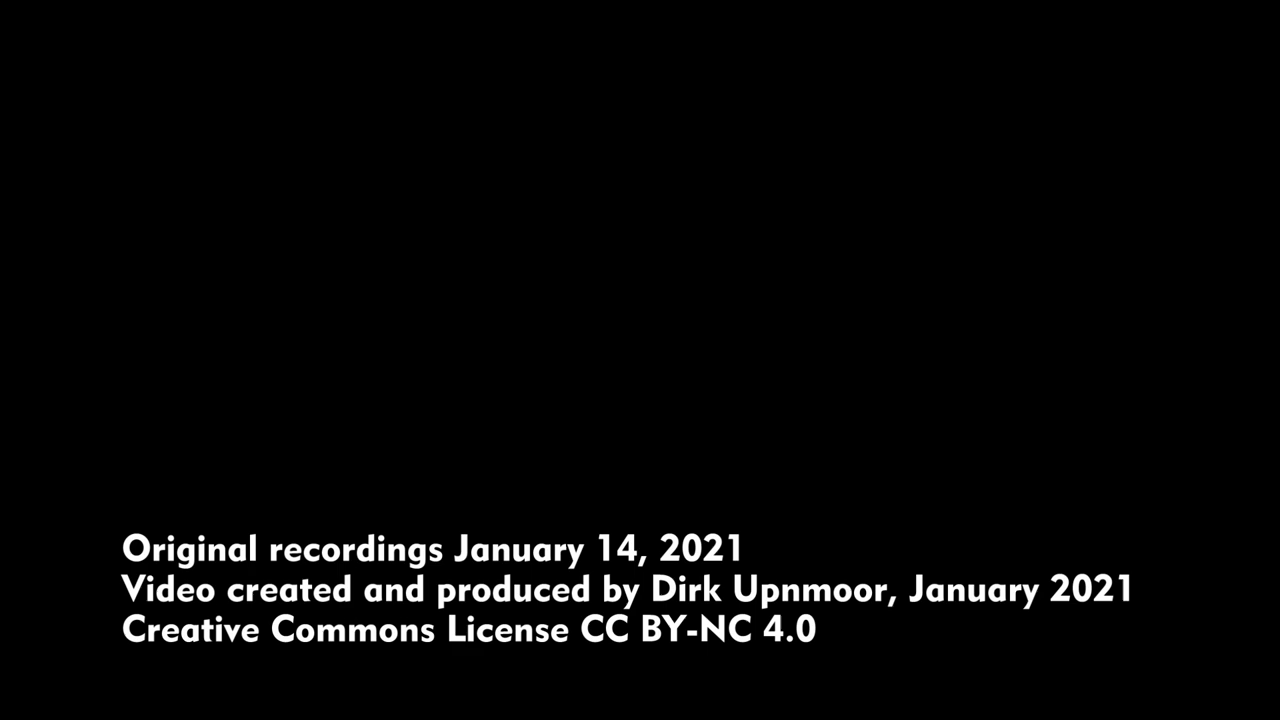 Original recordings January 14, 2021
Video created and produced by Dirk Upnmoor, January 2021
Creative Commons License CC BY-NC 4.0